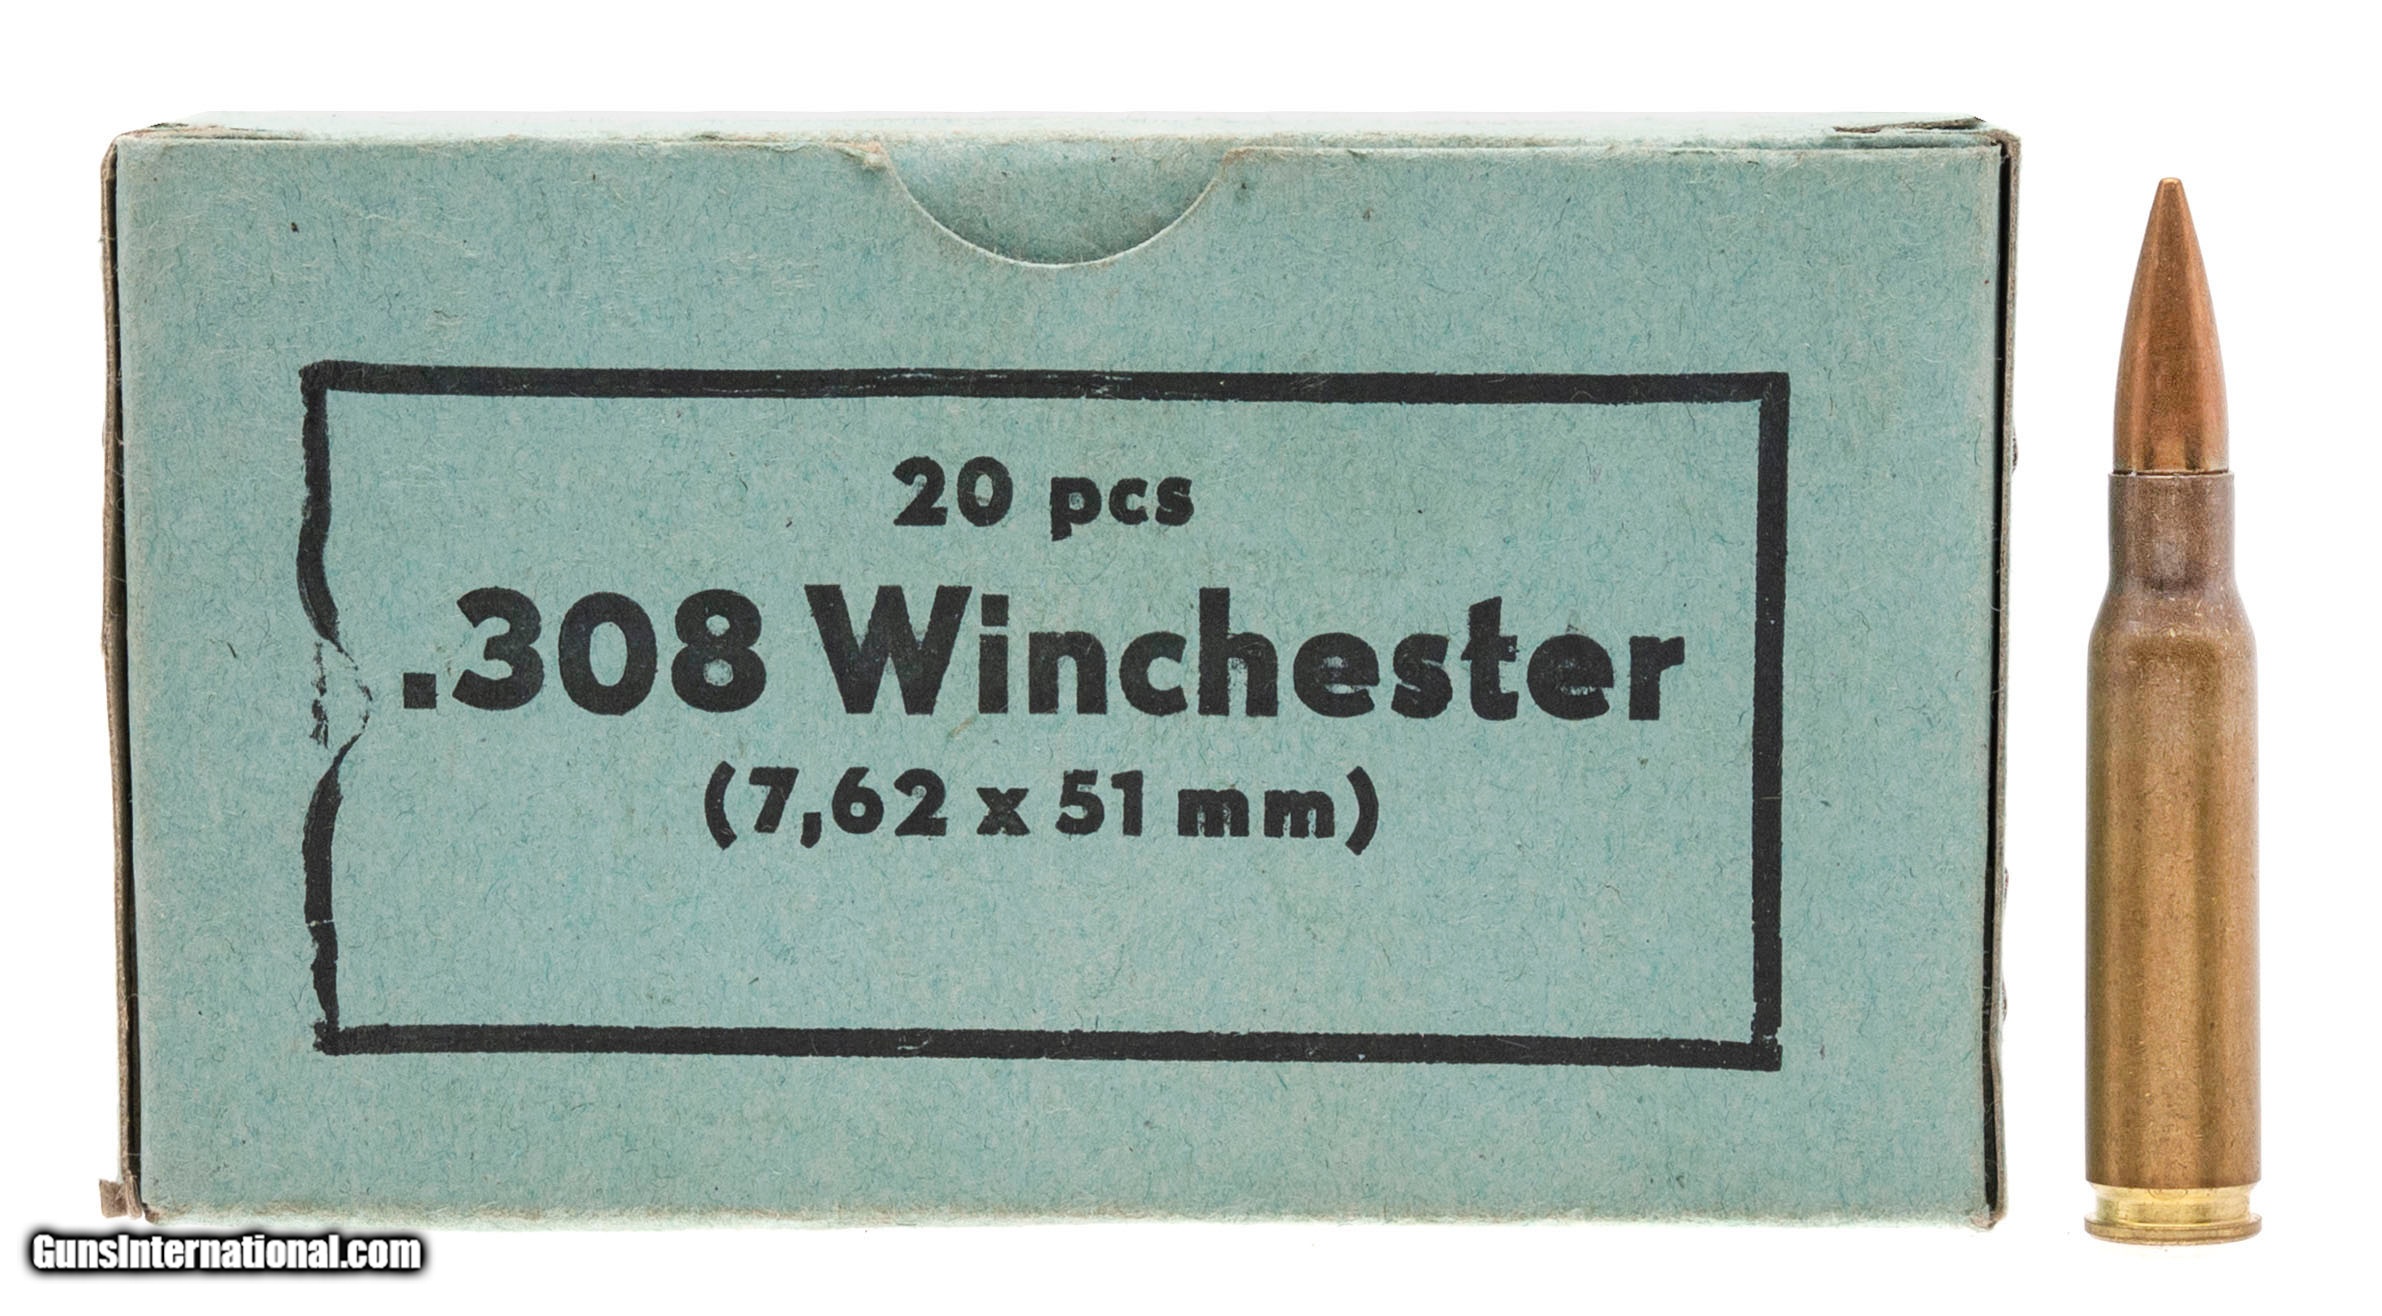 20 pcs
.308 Winchester
(7,62 x 51 mm)
GunsInternational.com